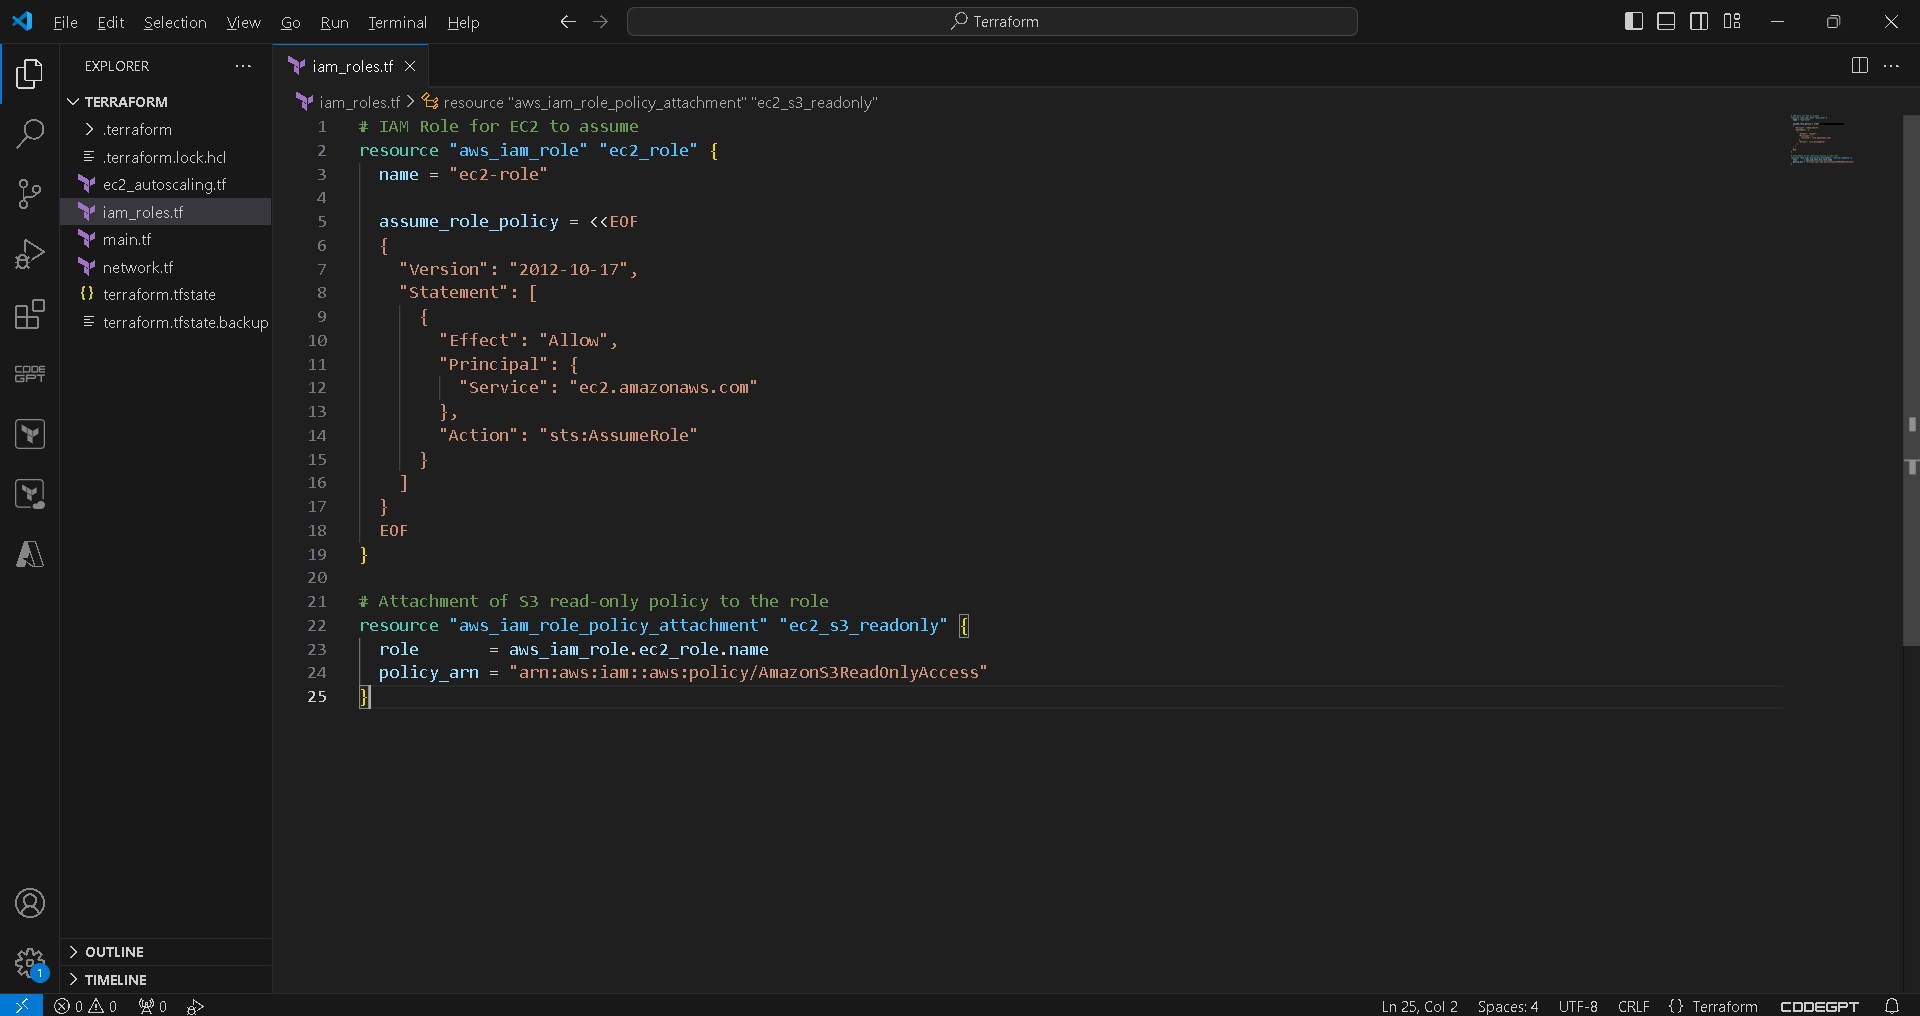 File Edit Selection View Go Run Terminal Help
Terraform
EXPLORER
TERRAFORM
.terraform
.terraform.lock.hcl
ec2_autoscaling.tf
iam_roles.tf
main.tf
network.tf
terraform.tfstate
terraform.tfstate.backup
CODE
GPT
OUTLINE
TIMELINE
iam_roles.tf
iam_roles.tf > resource "aws_iam_role_policy_attachment" "ec2_s3_readonly"
1 # IAM Role for EC2 to assume
2 resource "aws_iam_role" "ec2_role" {
3   name = "ec2-role"
4
5   assume_role_policy = <<EOF
6   {
7     "Version": "2012-10-17",
8     "Statement": [
9       {
10         "Effect": "Allow",
11         "Principal": {
12           "Service": "ec2.amazonaws.com"
13         },
14         "Action": "sts:AssumeRole"
15       }
16     ]
17   }
18   EOF
19 }
20
21 # Attachment of S3 read-only policy to the role
22 resource "aws_iam_role_policy_attachment" "ec2_s3_readonly" {
23   role       = aws_iam_role.ec2_role.name
24   policy_arn = "arn:aws:iam::aws:policy/AmazonS3ReadOnlyAccess"
25 }
1
0 0 0
Ln 25, Col 2 Spaces: 4 UTF-8 CRLF {} Terraform CODEGPT